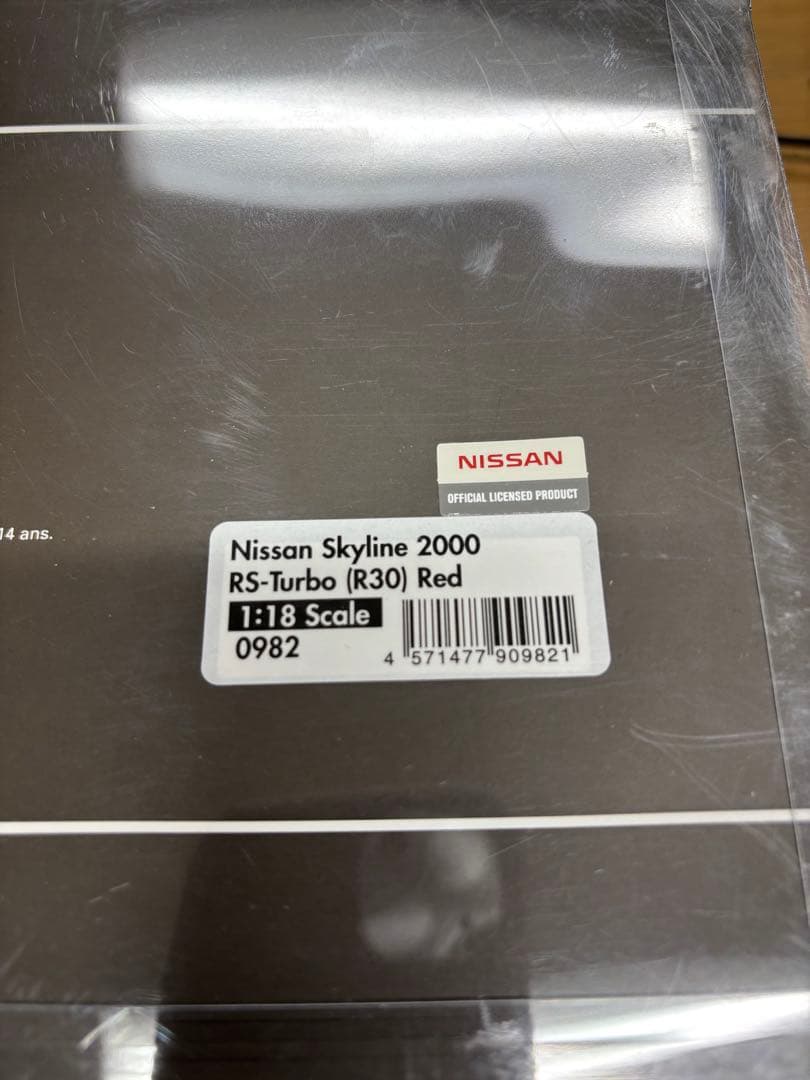 NISSAN
OFFICIAL LICENSED PRODUCT
14 ans.
Nissan Skyline 2000
RS-Turbo (R30) Red
1:18 Scale
0982
4 571477 909821